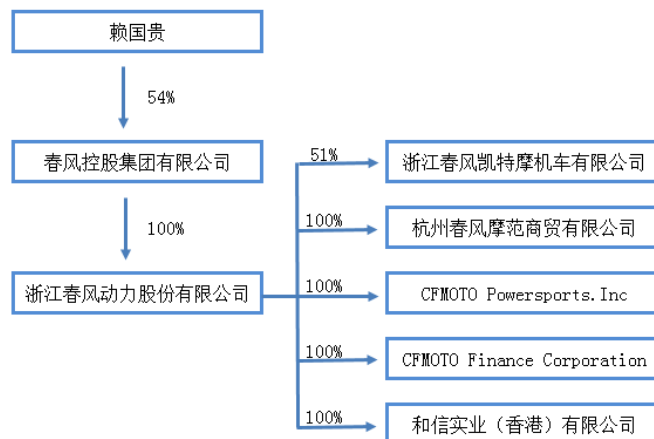 赖国贵
54%
春风控股集团有限公司
100%
浙江春风动力股份有限公司
51%
浙江春风凯特摩机车有限公司
100%
杭州春风摩范商贸有限公司
100%
CFMOTO Powersports.Inc
100%
CFMOTO Finance Corporation
100%
和信实业（香港）有限公司